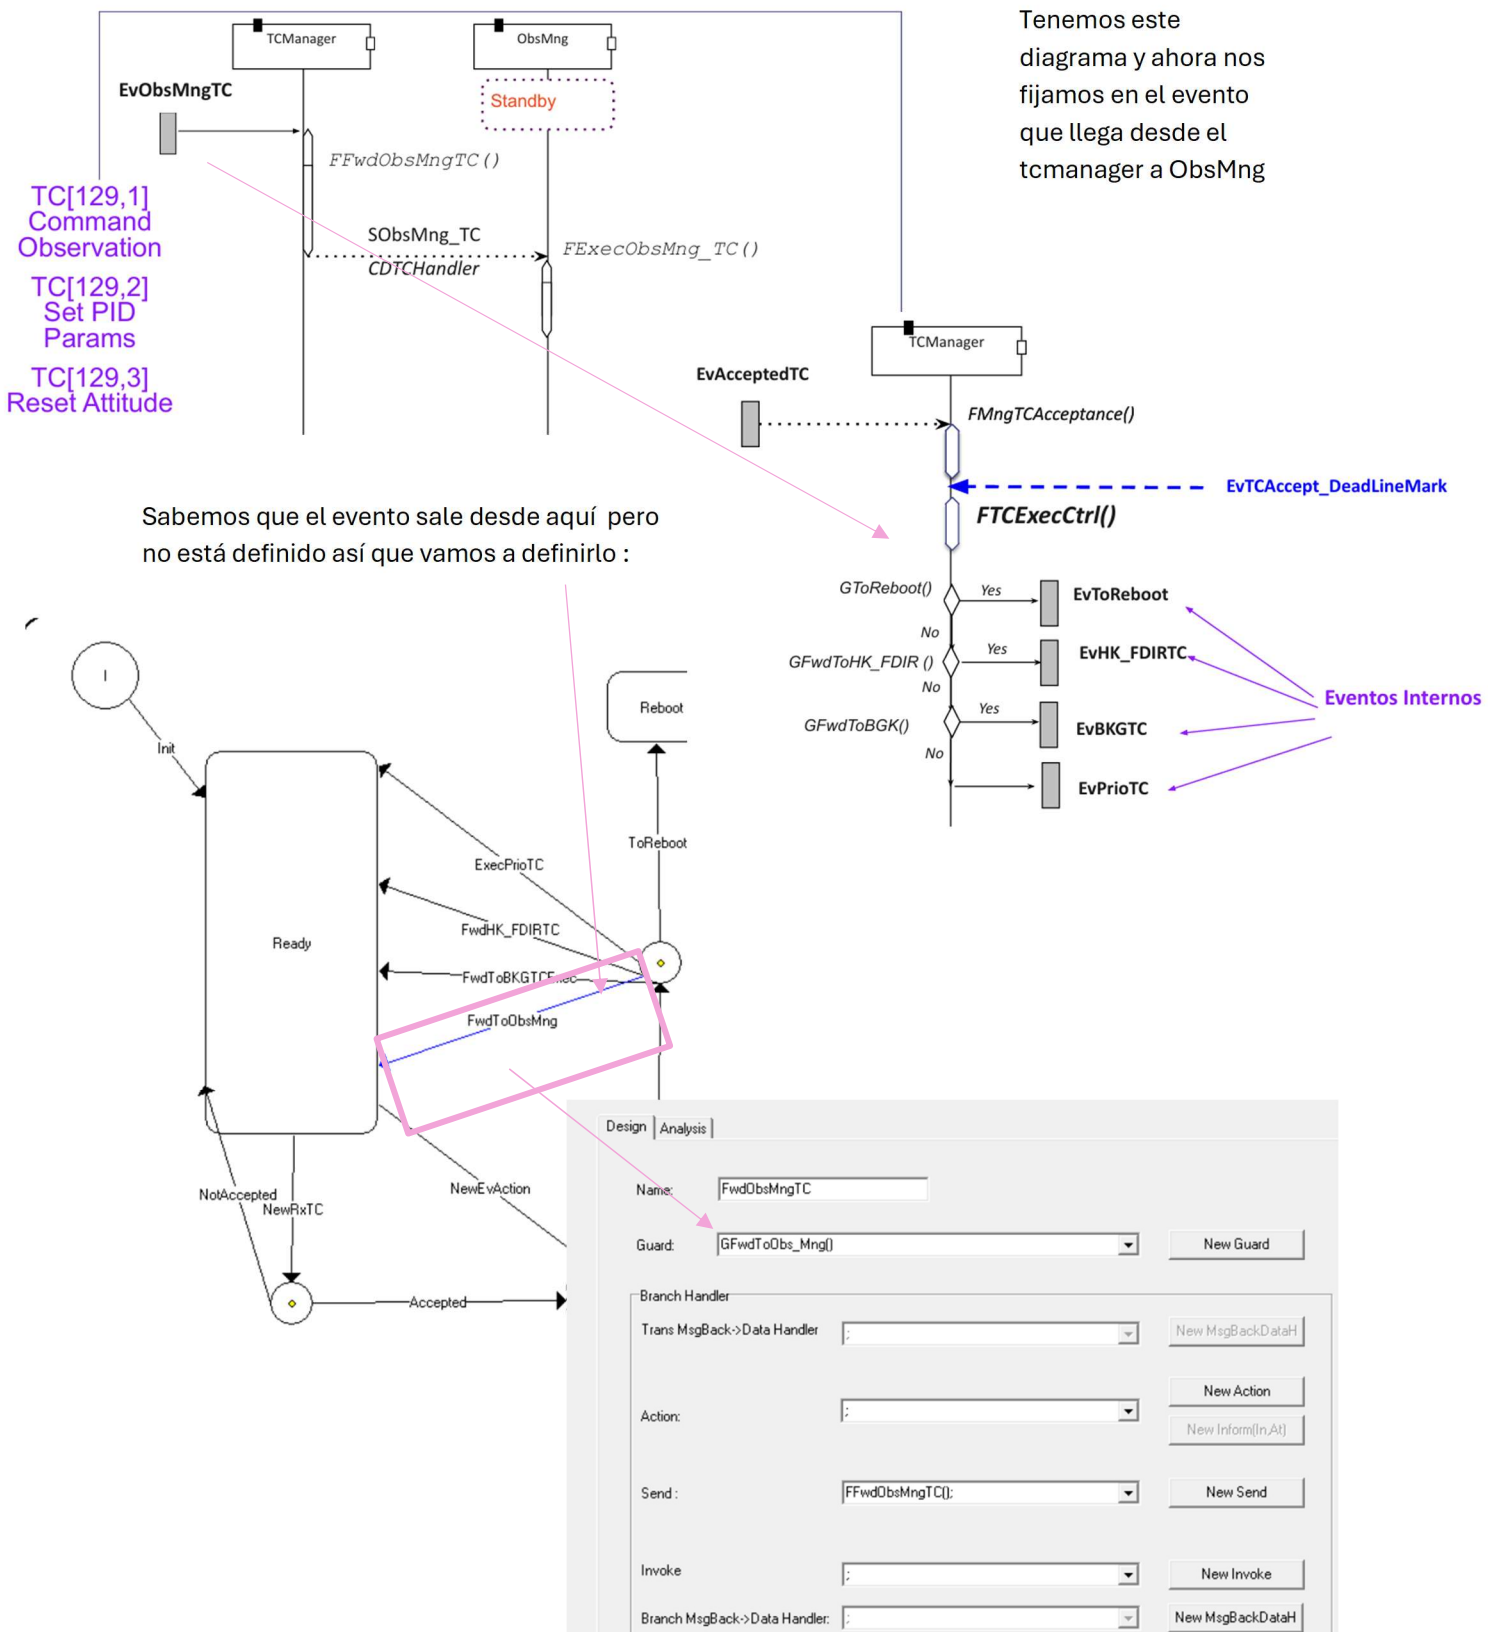 TCManager
ObsMng
Tenemos este
diagrama y ahora nos
fijamos en el evento
que llega desde el
tcmanager a ObsMng
EvObsMngTC
Standby
FFwdObsMngTC()
TC[129,1]
Command
Observation
SObsMng_TC
CDTCHandler
FExecObsMng_TC()
TC[129,2]
Set PID
Params
TC[129,3]
Reset Attitude
TCManager
EvAcceptedTC
FMngTCAcceptance()
EvTCAccept_DeadLineMark
FTCExecCtrl()
Sabemos que el evento sale desde aquí pero
no está definido así que vamos a definirlo :
GToReboot()
Yes
EvToReboot
No
GFwdToHK_FDIR ()
Yes
EvHK_FDIRTC
No
GFwdToBGK()
Yes
EvBKGTC
No
EvPrioTC
Eventos Internos
I
Init
Reboot
ToReboot
ExecPrioTC
FwdHK_FDIRTC
Ready
FwdToBKGTCExec
FwdToObsMng
NotAccepted
NewRxTC
NewEvAction
Accepted
Design
Analysis
Name:
FwdObsMngTC
Guard:
GFwdToObs_Mng()
New Guard
Branch Handler
Trans MsgBack->Data Handler
;
New MsgBackDataH
New Action
Action:
;
New Inform(In,At)
Send :
FFwdObsMngTC();
New Send
Invoke
;
New Invoke
Branch MsgBack->Data Handler:
;
New MsgBackDataH